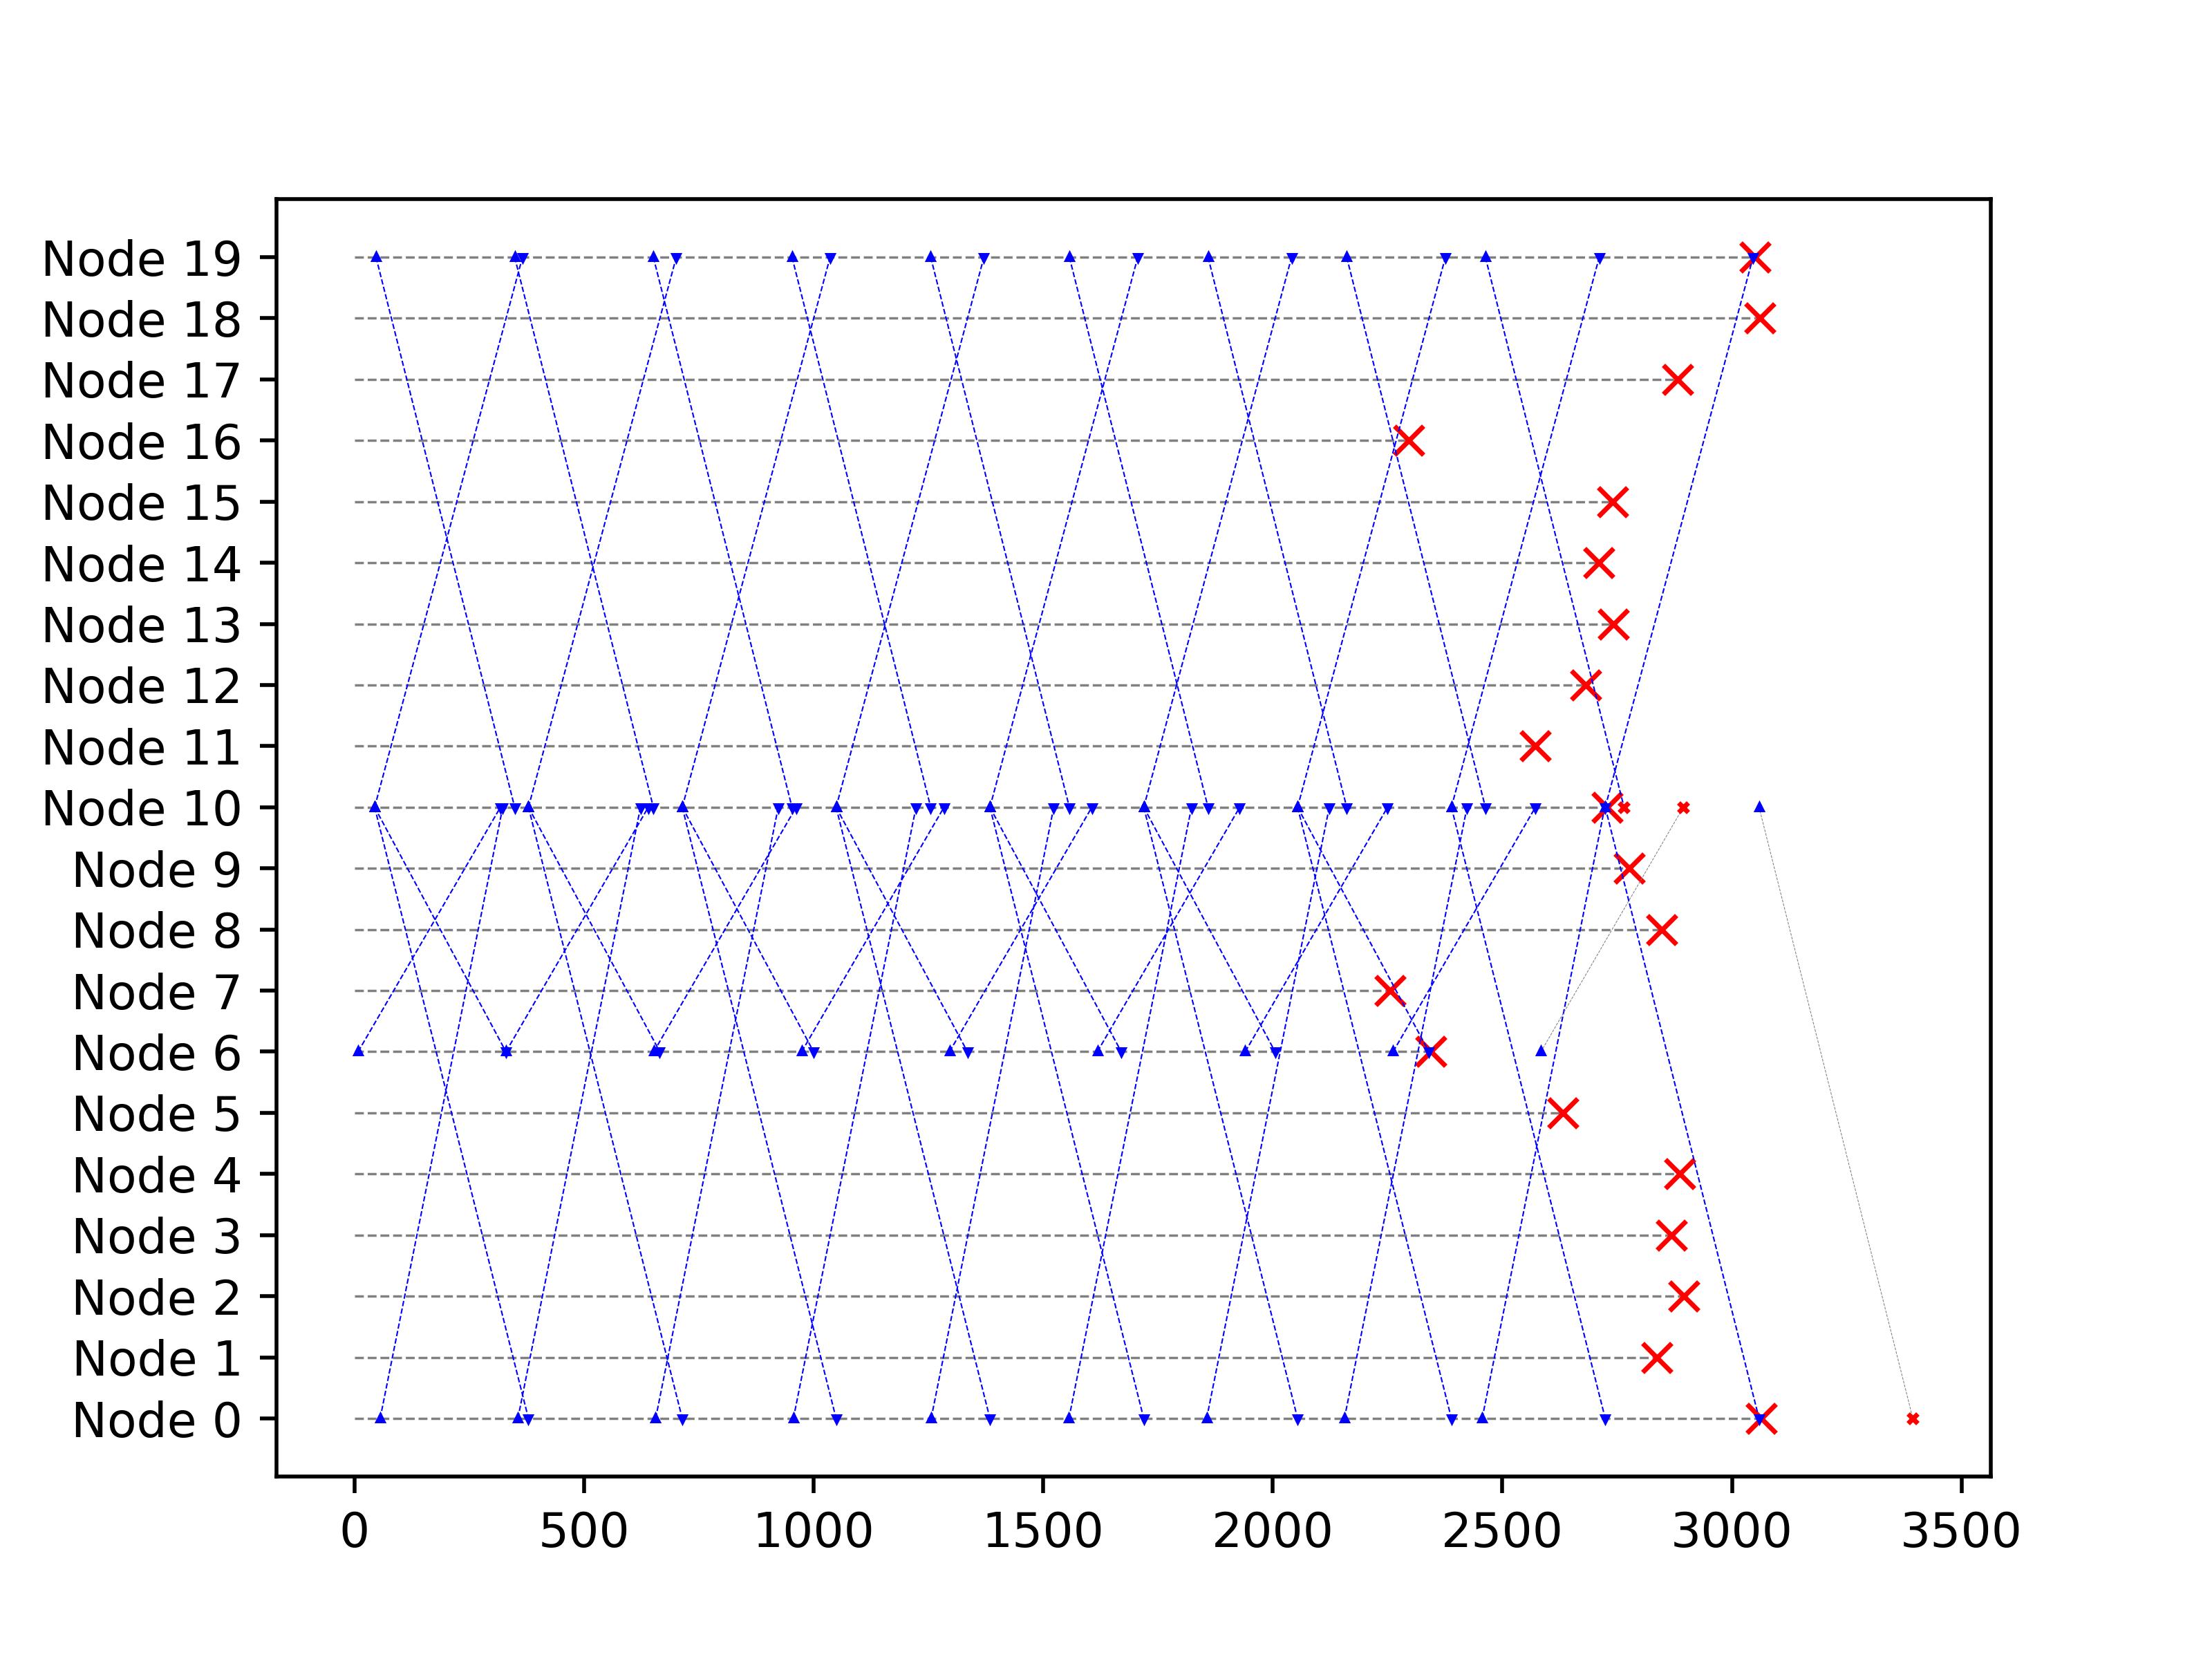 Node 19
Node 18
Node 17
Node 16
Node 15
Node 14
Node 13
Node 12
Node 11
Node 10
Node 9
Node 8
Node 7
Node 6
Node 5
Node 4
Node 3
Node 2
Node 1
Node 0
0 500 1000 1500 2000 2500 3000 3500